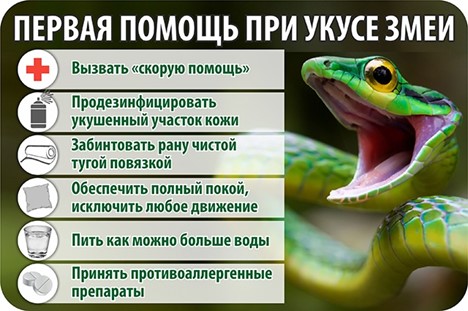 ПЕРВАЯ ПОМОЩЬ ПРИ УКУСЕ ЗМЕИ
Вызвать «скорую помощь»
Продезинфицировать
укушенный участок кожи
Забинтовать рану чистой
тугой повязкой
Обеспечить полный покой,
исключить любое движение
Пить как можно больше воды
Принять противоаллергенные
препараты